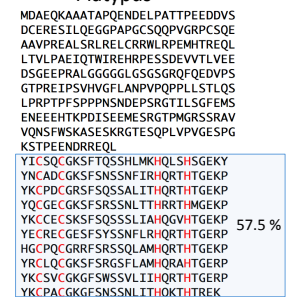 MDAEQKAAATAPQENDELPATTPEEDDVS
DCERESILQEGGPAPGCSQQPVGRPCSQE
AAVPREALSRLRELCRRWLRPEMHTREQL
LTVLPAEIQTWIREHRPESSDEVVTLVEE
DSGEEPRALGGGGLGSGSGRQFQEDVPS
GTPREIPSVHVGFLANPVPQPPLLSTLQS
LPRPTPFSPPPNSNDEPSRGTILSGFEMS
ENEEEHTKPDISEEMESRGTPMGRSSRAV
VQNSFWSKASESKRGTESQPLVPVGESPG
KSTPEENDRREQL
YICSQCGKSFTQSSHLMKHQLSHSGEKY
YNCADCGKSFSNSSNFIRHQRTHTGEKP
YKCPDCGRSFSQSSALITHQRTHTGEKP
YQCGECGKSFSRSSNLTTHRRTHMGEKP
YKCCECSKSFSQSSSLIAHQGVHTGEKP
YECRECGESFSYSSNFLRHQRTHTGERP
HGCPQCGRRFSRSSQLAMHQRTHTGEKP
YRCLQCGKSFSRGSFLAMHQRAHTGERP
YKCSVCGKGFSWSSVLIIHQRTHTGERP
YKCPACGKGFSNSSNLITHQKTHTREK
57.5 %